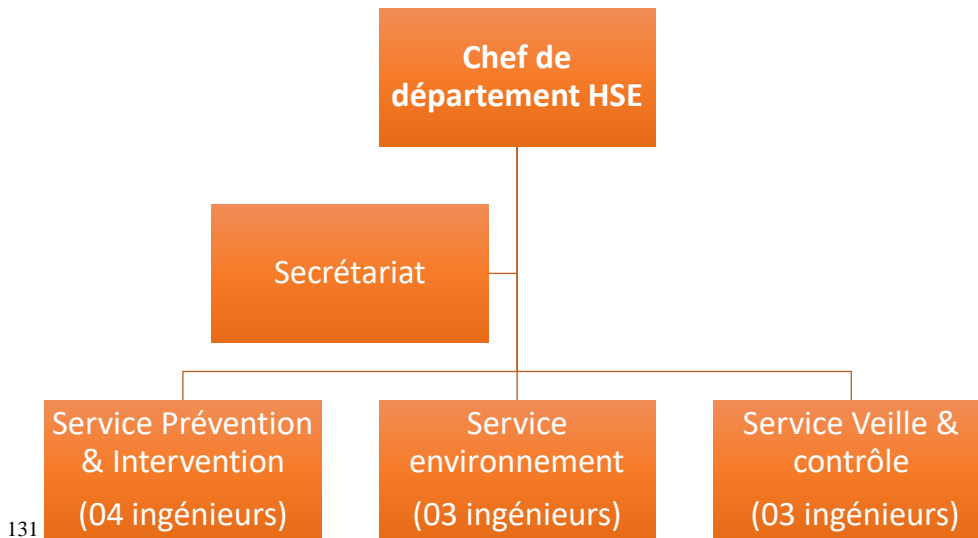 Chef de
département HSE
Secrétariat
Service Prévention
& Intervention
(04 ingénieurs)
Service
environnement
(03 ingénieurs)
Service Veille &
contrôle
(03 ingénieurs)
131